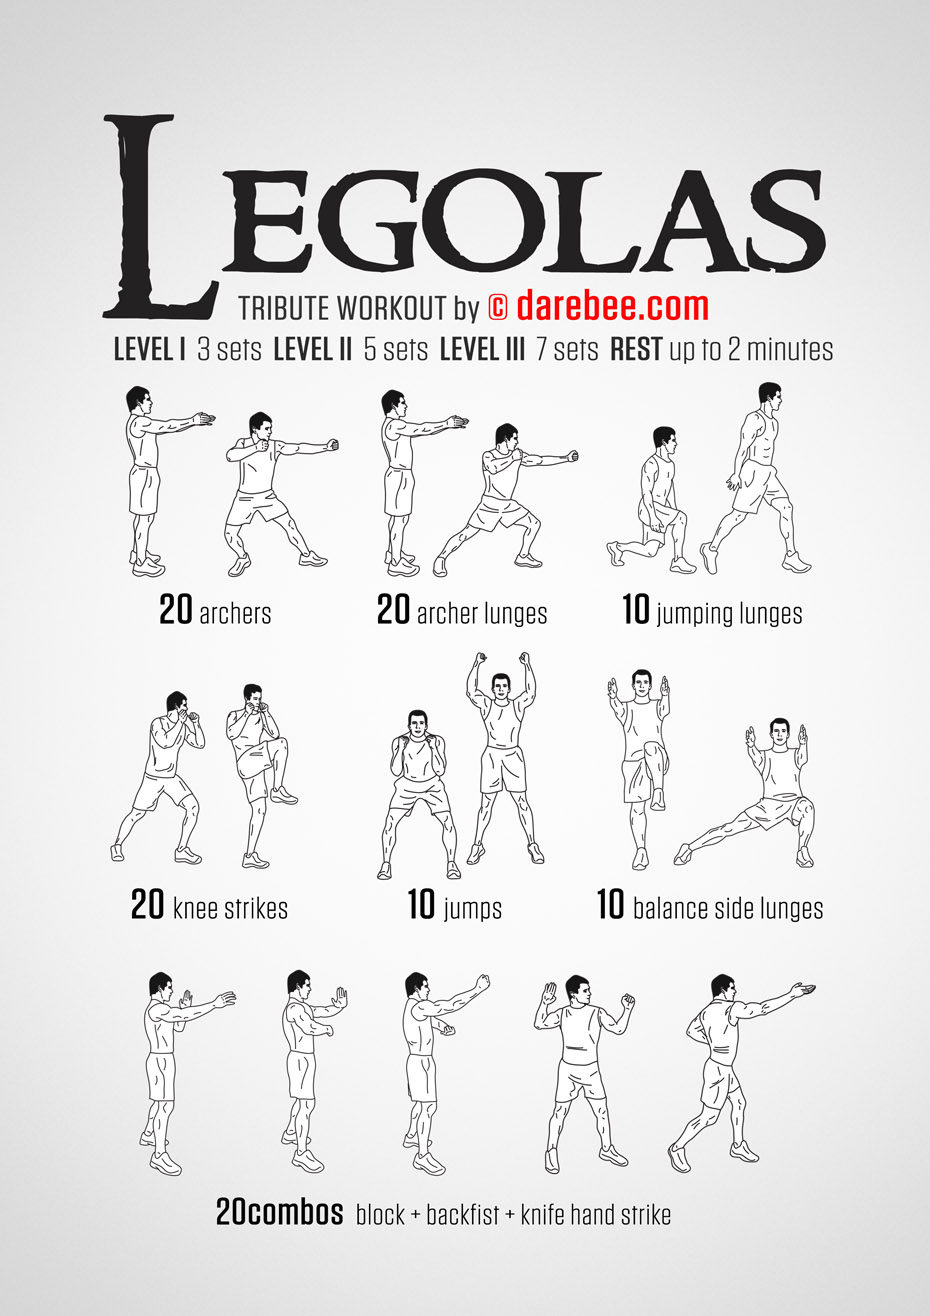 LEGOLAS
TRIBUTE WORKOUT by © darebee.com
LEVEL I 3 sets LEVEL II 5 sets LEVEL III 7 sets REST up to 2 minutes
20 archers
20 archer lunges
10 jumping lunges
20 knee strikes
10 jumps
10 balance side lunges
20combos block + backfist + knife hand strike